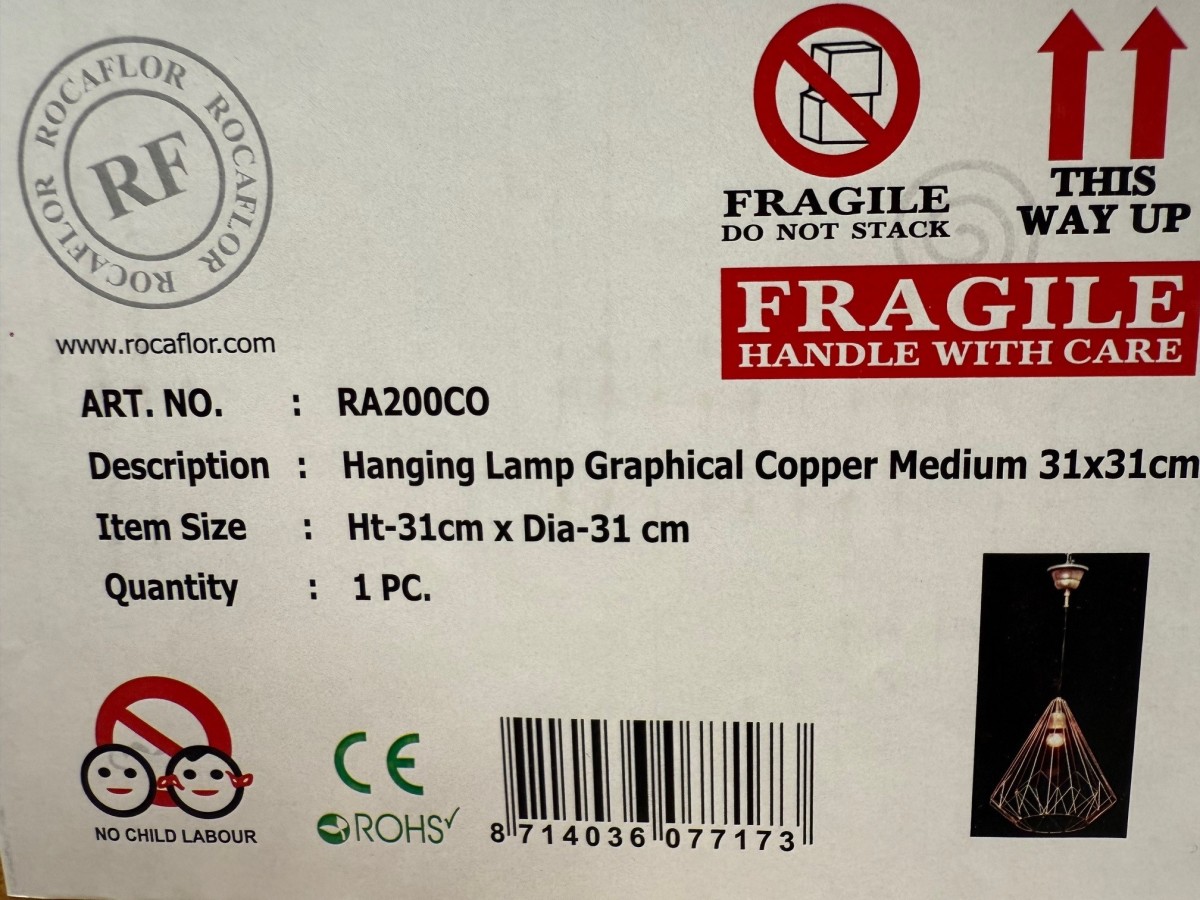 ROCAFLOR ROCAFLOR ROCAFLOR ROCAFLOR
RF
www.rocaflor.com
FRAGILE
DO NOT STACK
THIS
WAY UP
FRAGILE
HANDLE WITH CARE
ART. NO. : RA200CO
Description : Hanging Lamp Graphical Copper Medium 31x31cm
Item Size : Ht-31cm x Dia-31 cm
Quantity : 1 PC.
NO CHILD LABOUR
CE
ROHS
8 714036 077173